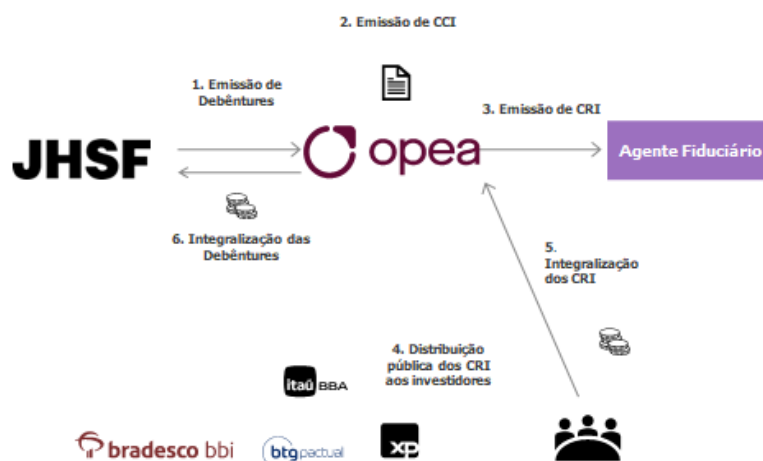 2. Emissão de CCI
1. Emissão de
Debêntures
3. Emissão de CRI
JHSF
opea
Agente Fiduciário
6. Integralização das
Debêntures
5.
Integralização
dos CRI
4. Distribuição
pública dos CRI
aos investidores
itaú BBA
bradesco bbi
btg pactual
xp